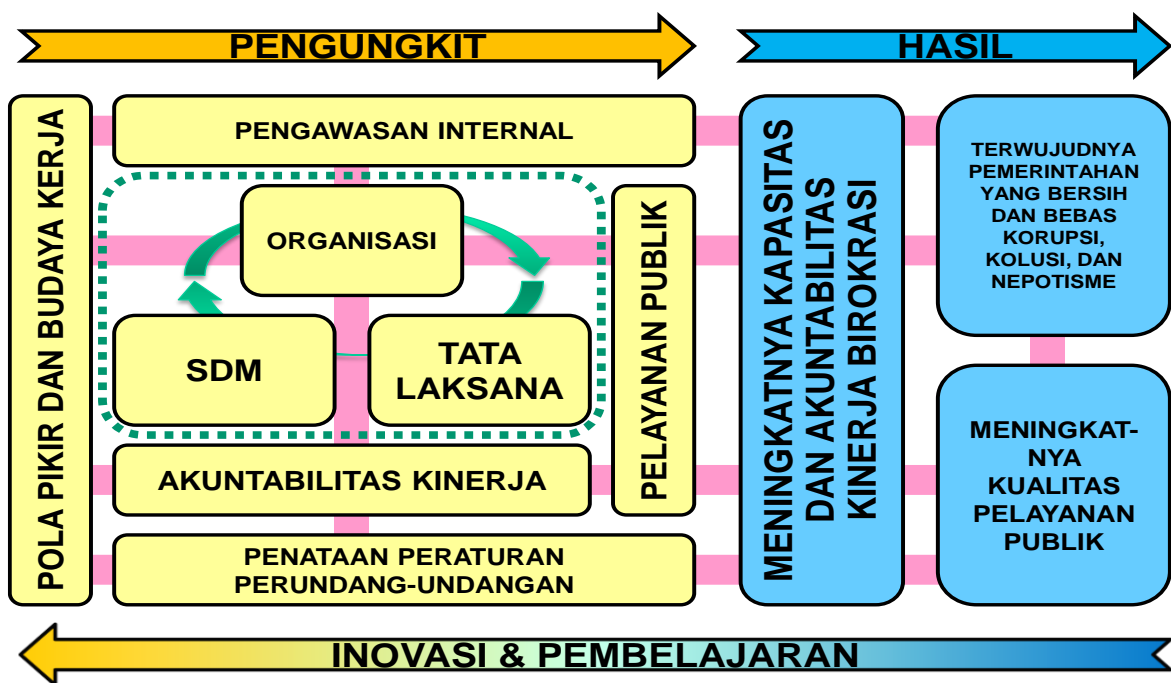 PENGUNGKIT
HASIL
POLA PIKIR DAN BUDAYA KERJA
PENGAWASAN INTERNAL
ORGANISASI
SDM
TATA
LAKSANA
PELAYANAN PUBLIK
AKUNTABILITAS KINERJA
PENATAAN PERATURAN
PERUNDANG-UNDANGAN
MENINGKATNYA KAPASITAS
DAN AKUNTABILITAS
KINERJA BIROKRASI
TERWUJUDNYA
PEMERINTAHAN
YANG BERSIH
DAN BEBAS
KORUPSI,
KOLUSI, DAN
NEPOTISME
MENINGKAT-
NYA
KUALITAS
PELAYANAN
PUBLIK
INOVASI & PEMBELAJARAN